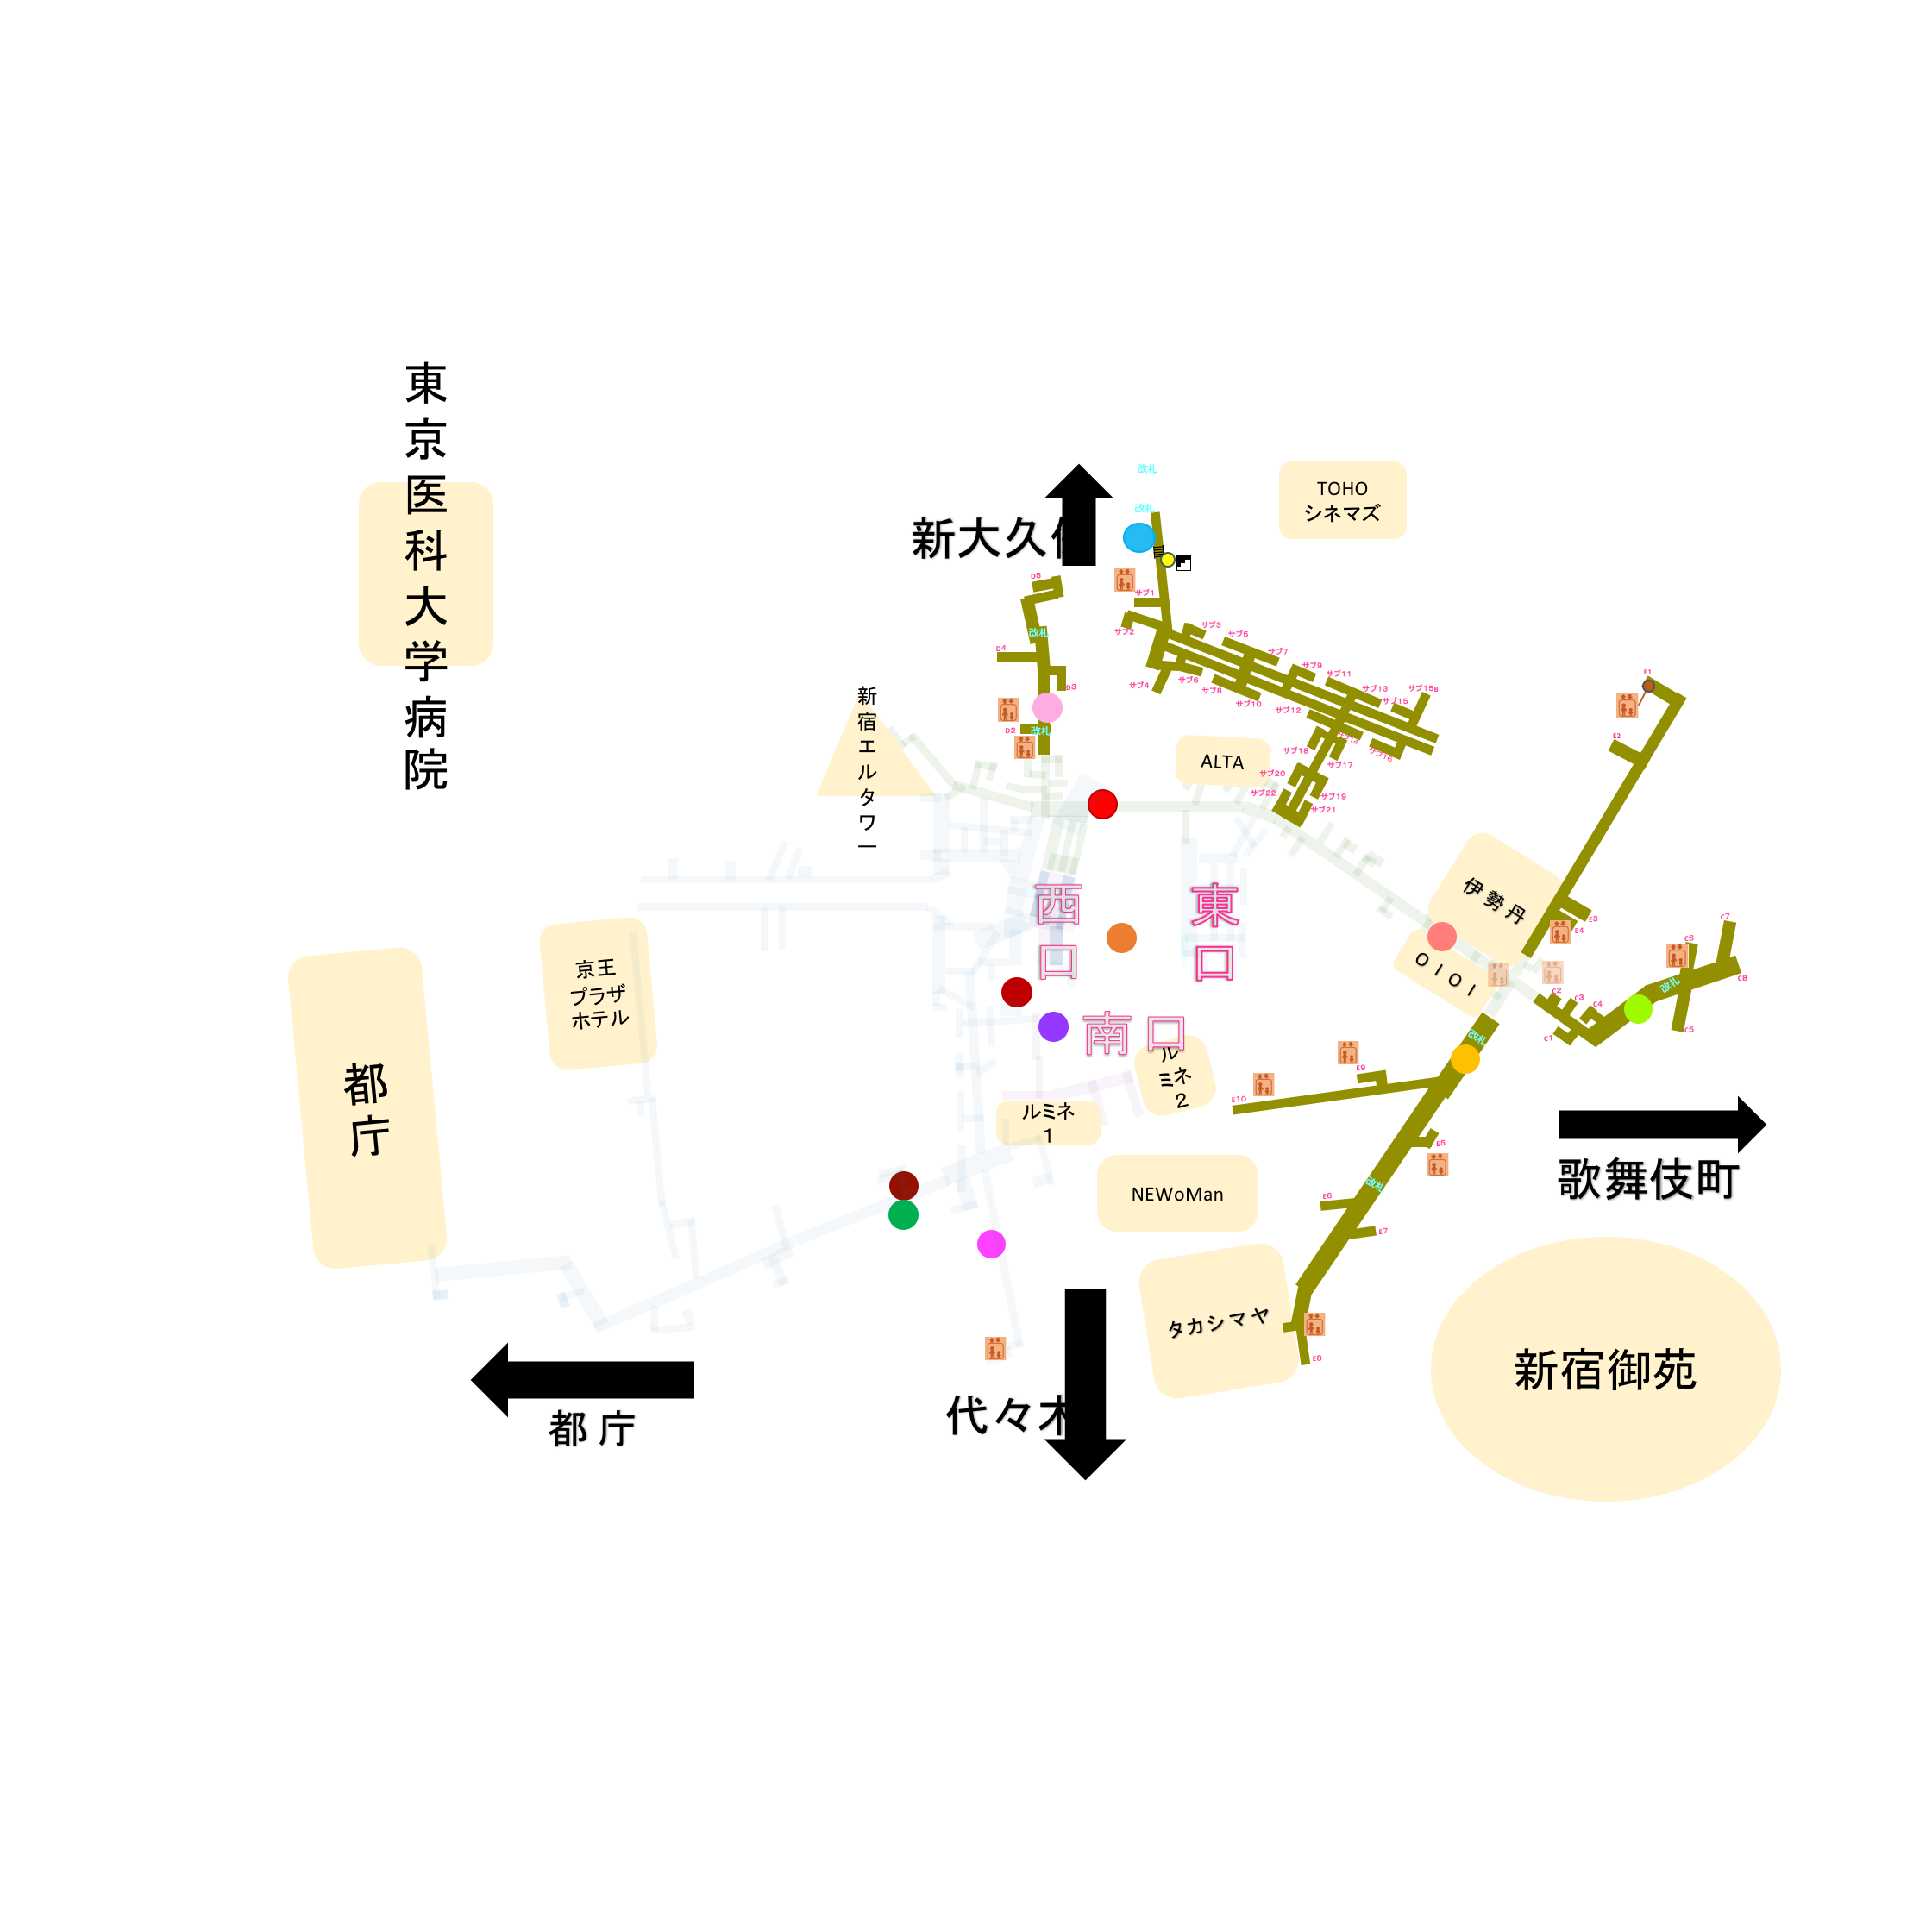 東京医科大学病院
改札
TOHO
シネマズ
改札
新大久
D5
サブ1
サブ2
改札
サブ3
サブ5
D4
サブ7
サブ9
サブ11
サブ13
サブ15
サブ15B
サブ4
サブ6
サブ8
サブ10
サブ12
サブ14
サブ16
E1
D3
D2
改札
新宿エルタワー
ALTA
サブ18
サブ17
サブ20
サブ22
サブ19
サブ21
E2
伊勢丹
E3
E4
C7
C6
西口
東口
OIOI
C8
改札
C2
C3
C4
C1
C5
京王
プラザ
ホテル
都庁
南口
改札
ルミネ2
E9
E10
ルミネ
1
E5
改札
歌舞伎町
NEWoMan
E6
E7
タカシマヤ
E8
新宿御苑
都庁
代々木